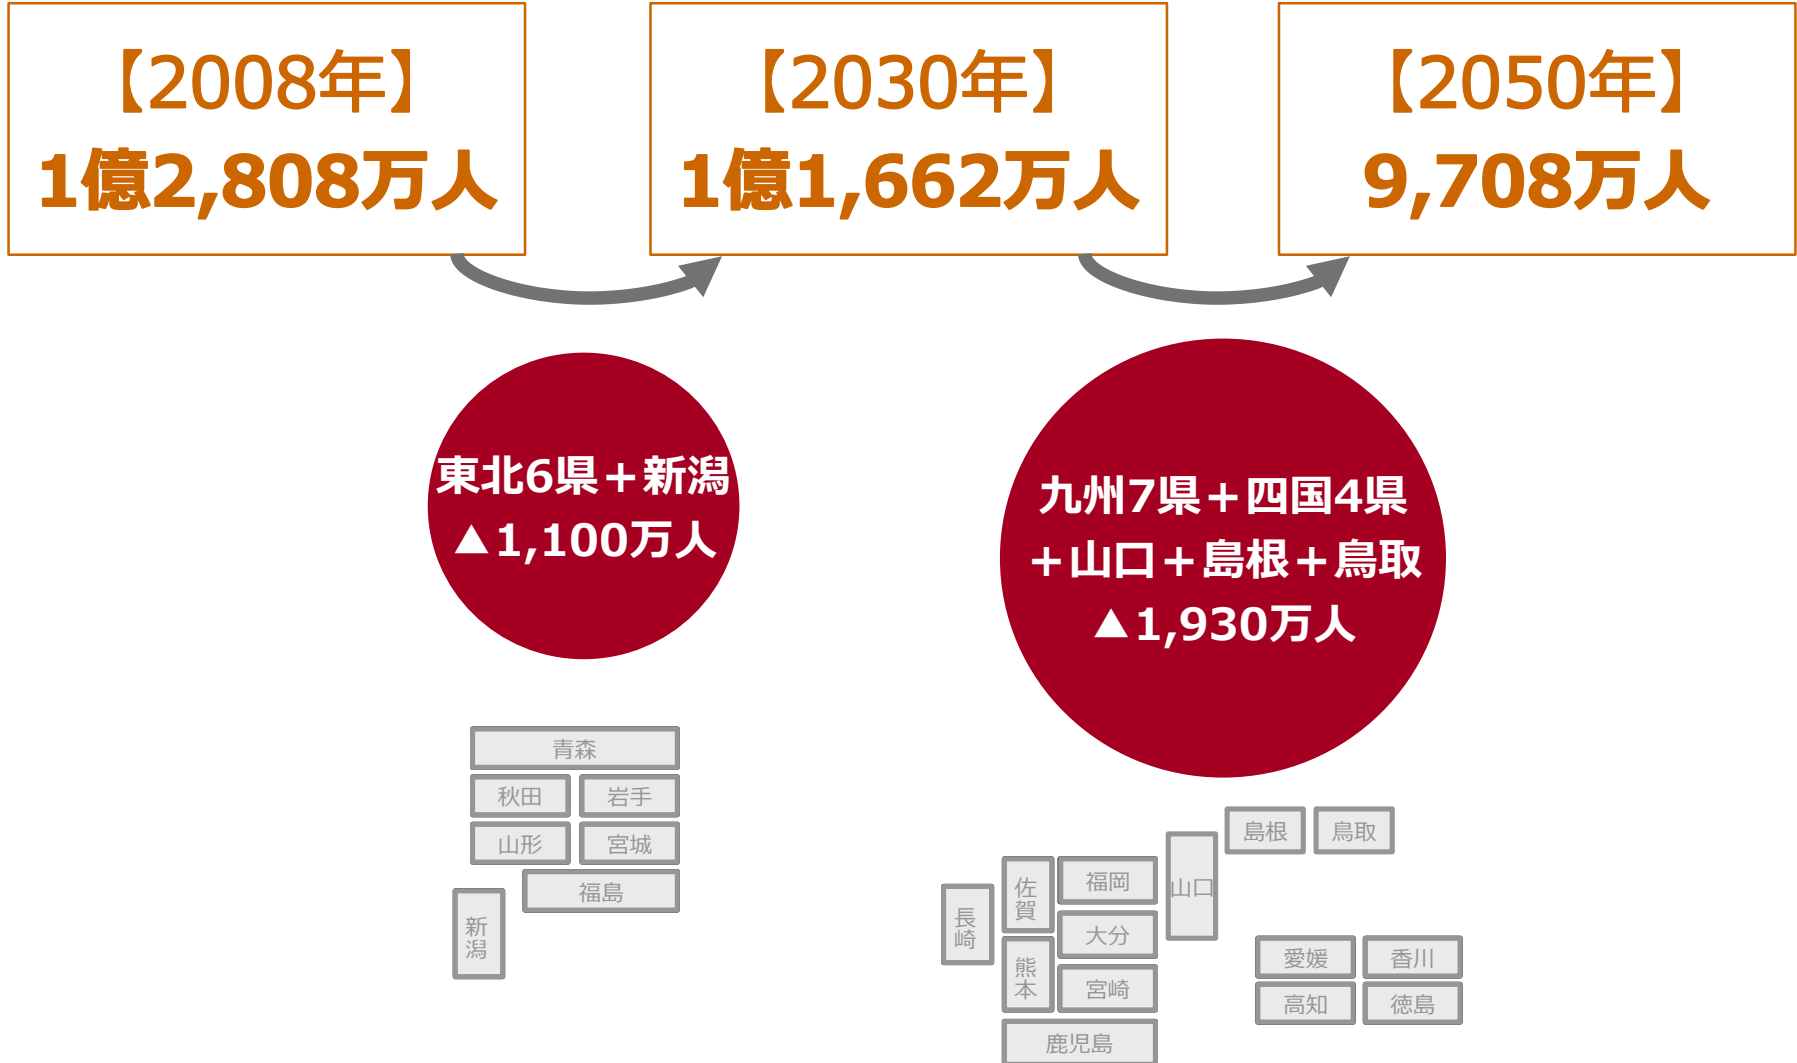 【2008年】
1億2,808万人
【2030年】
1億1,662万人
【2050年】
9,708万人
東北6県＋新潟
▲1,100万人
九州7県＋四国4県
＋山口＋島根＋鳥取
▲1,930万人
青森
秋田
岩手
山形
宮城
福島
新潟
島根
鳥取
山口
佐賀
福岡
長崎
大分
熊本
宮崎
鹿児島
愛媛
香川
高知
徳島